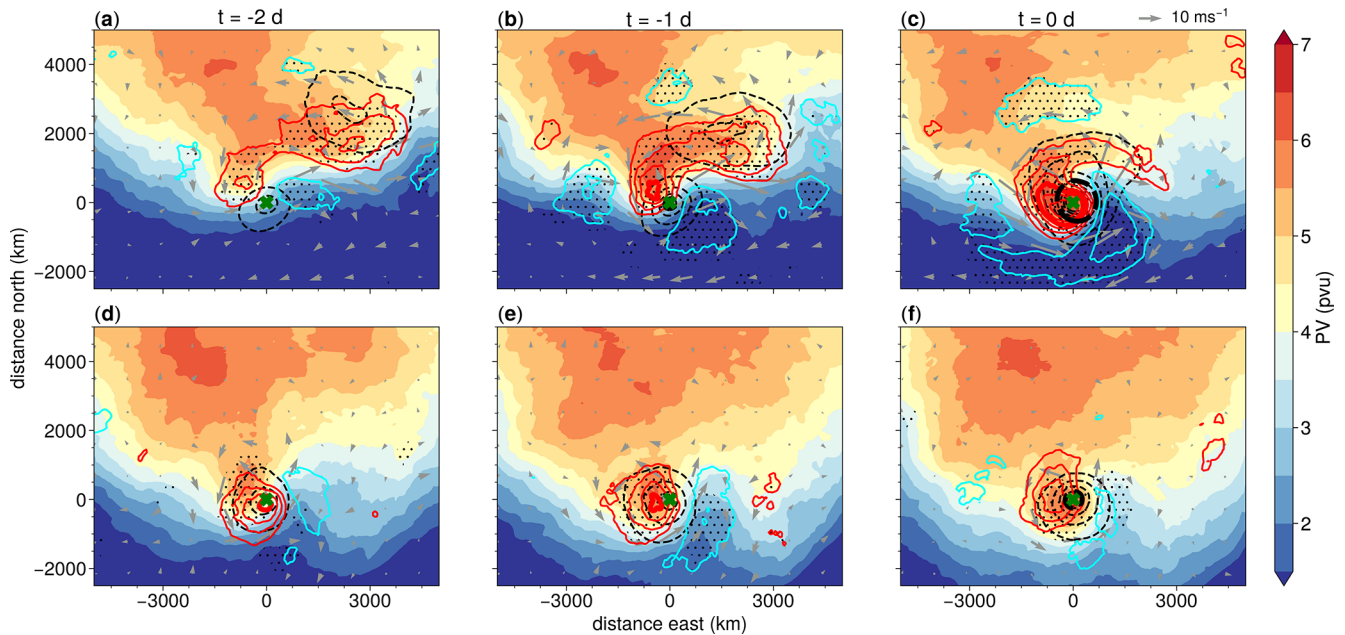 (a) t = -2 d
(b) t = -1 d
(c) t = 0 d 10 ms⁻¹
4000
2000
0
−2000
(d)
(e)
(f)
4000
2000
0
−2000
−3000 0 3000
−3000 0 3000
−3000 0 3000
distance north (km)
distance east (km)
7
6
5
4
3
2
PV (pvu)